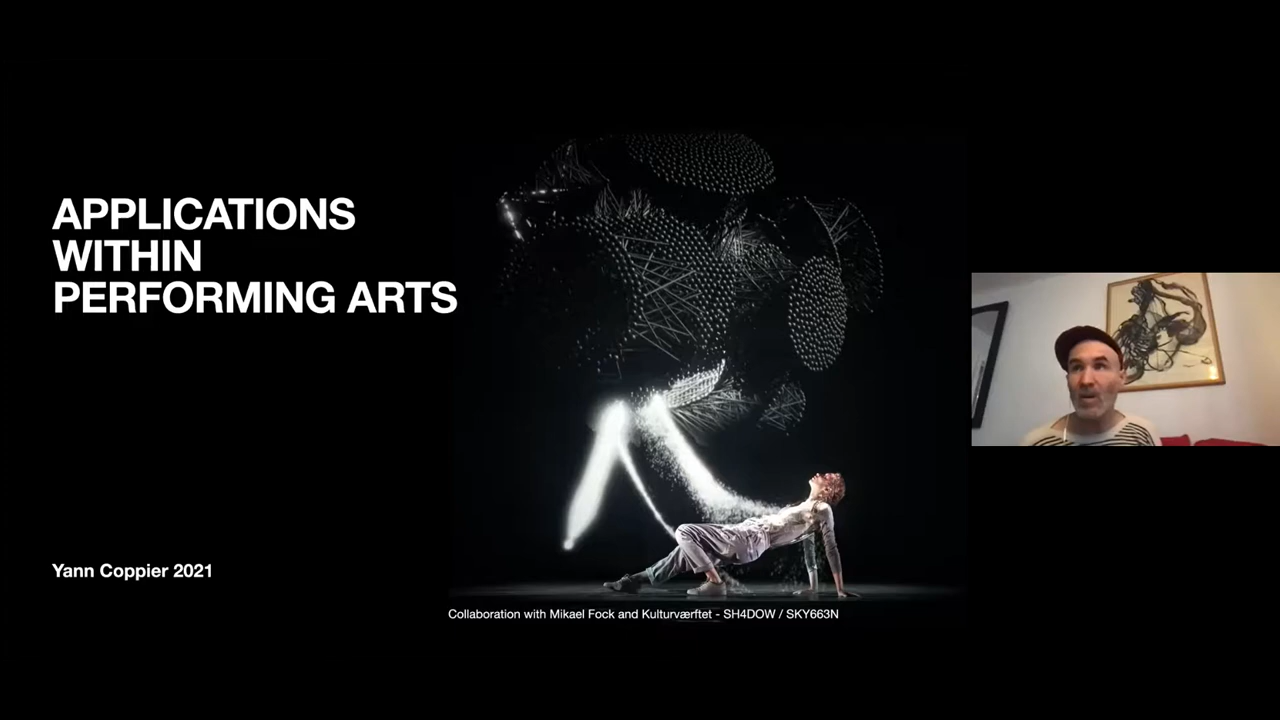 APPLICATIONS
WITHIN
PERFORMING ARTS
Yann Coppier 2021
Collaboration with Mikael Fock and Kulturværftet - SH4DOW / SKY663N